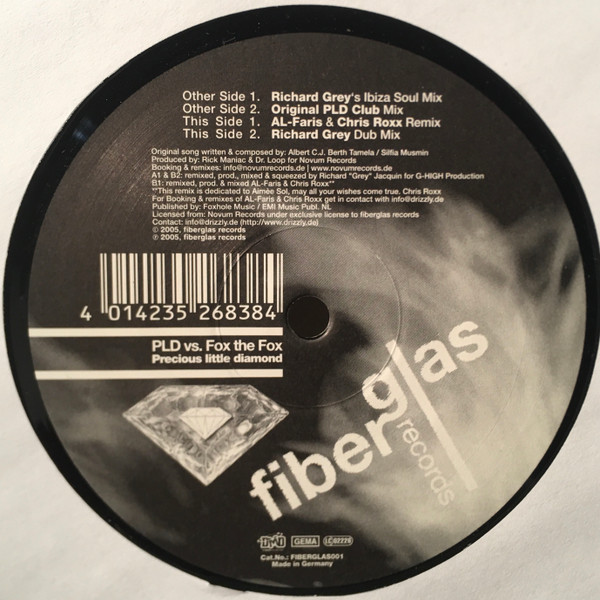 Other Side 1. Richard Grey's Ibiza Soul Mix
Other Side 2. Original PLD Club Mix
This Side 1. AL-Faris & Chris Roxx Remix
This Side 2. Richard Grey Dub Mix
Original song written & composed by: Albert C.J. Berth Tamela / Silfia Musmin
Produced by: Rick Maniac & Dr. Loop for Novum Records
Booking & remixes: info@novumrecords.de | www.novumrecords.de
A1 & B2: remixed, prod., mixed & squeezed by Richard "Grey" Jacquin for G-HIGH Production
B1: remixed, prod. & mixed AL-Faris & Chris Roxx**
**This remix is dedicated to Aimée Sol, may all your wishes come true. Chris Roxx
For Booking & remixes of AL-Faris & Chris Roxx get in contact with info@drizzly.de
Published by: Foxhole Music / EMI Music Publ. NL
Licensed from: Novum Records under exclusive license to fiberglas records
Contact: info@drizzly.de (http://www.drizzly.de)
© 2005, fiberglas records
℗ 2005, fiberglas records
4 014235 268384
PLD vs. Fox the Fox
Precious little diamond
fiberglas
records
GEMA LC02228
Cat.No.: FIBERGLAS001
Made in Germany